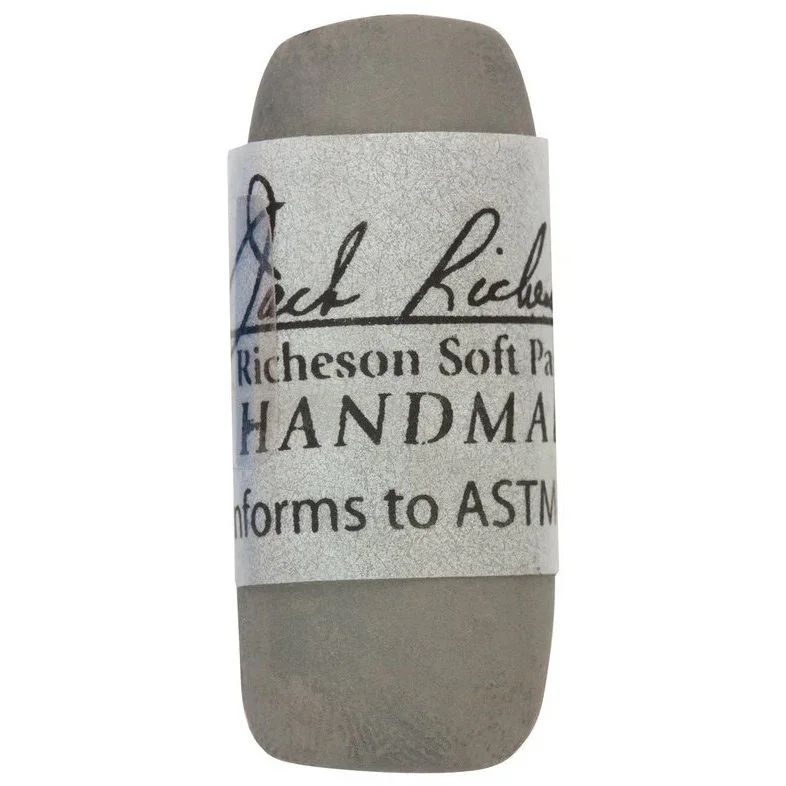 Jack Riches
Richeson Soft Pa
HANDMA
nforms to ASTM